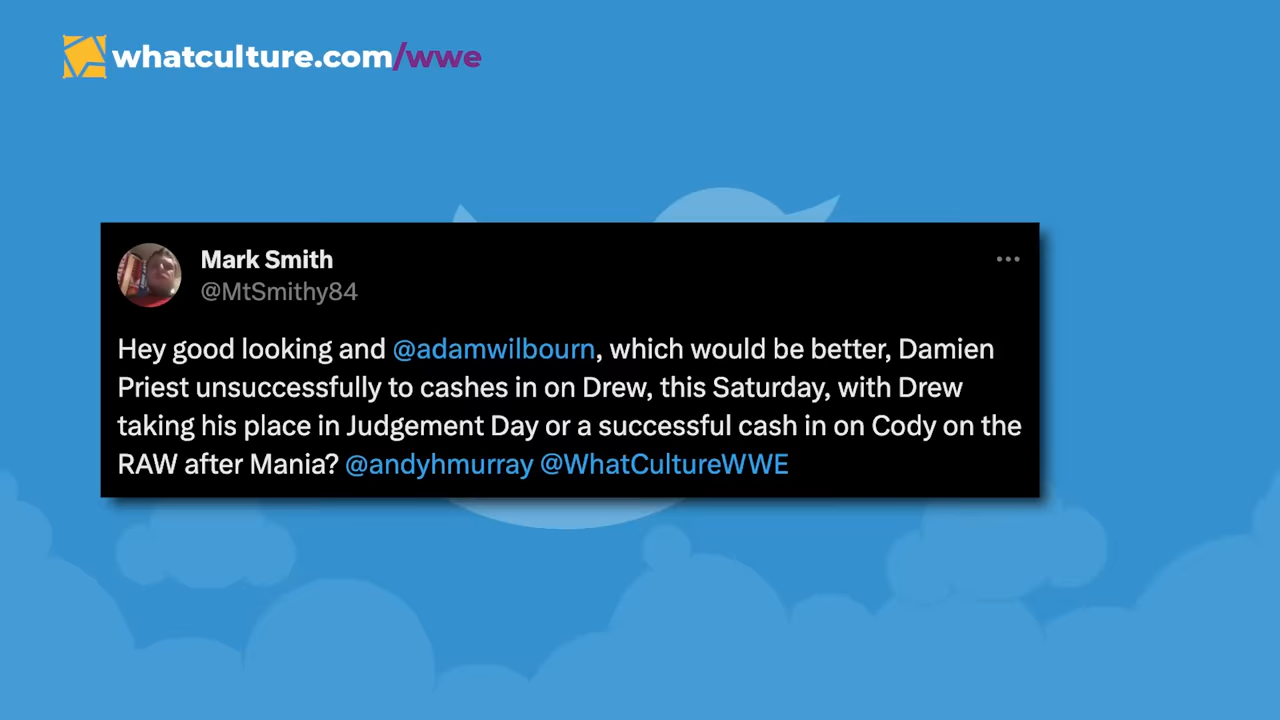 whatculture.com/wwe
Mark Smith
@MtSmithy84
Hey good looking and @adamwilbourn, which would be better, Damien
Priest unsuccessfully to cashes in on Drew, this Saturday, with Drew
taking his place in Judgement Day or a successful cash in on Cody on the
RAW after Mania? @andyhmurray @WhatCultureWWE